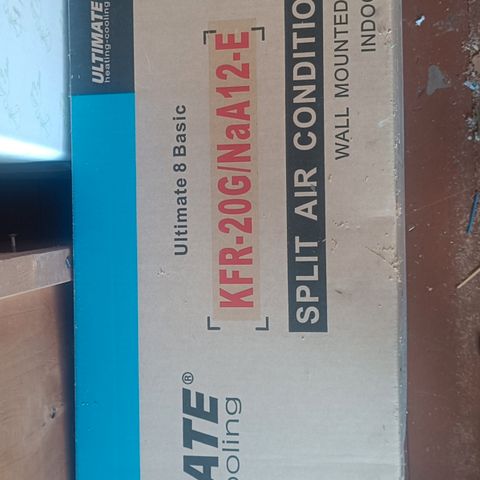 ULTIMATE
heating-cooling
Ultimate 8 Basic
KFR-20G/NaA12-E
SPLIT AIR CONDITIO
WALL MOUNTED
INDO
ATE®
ooling